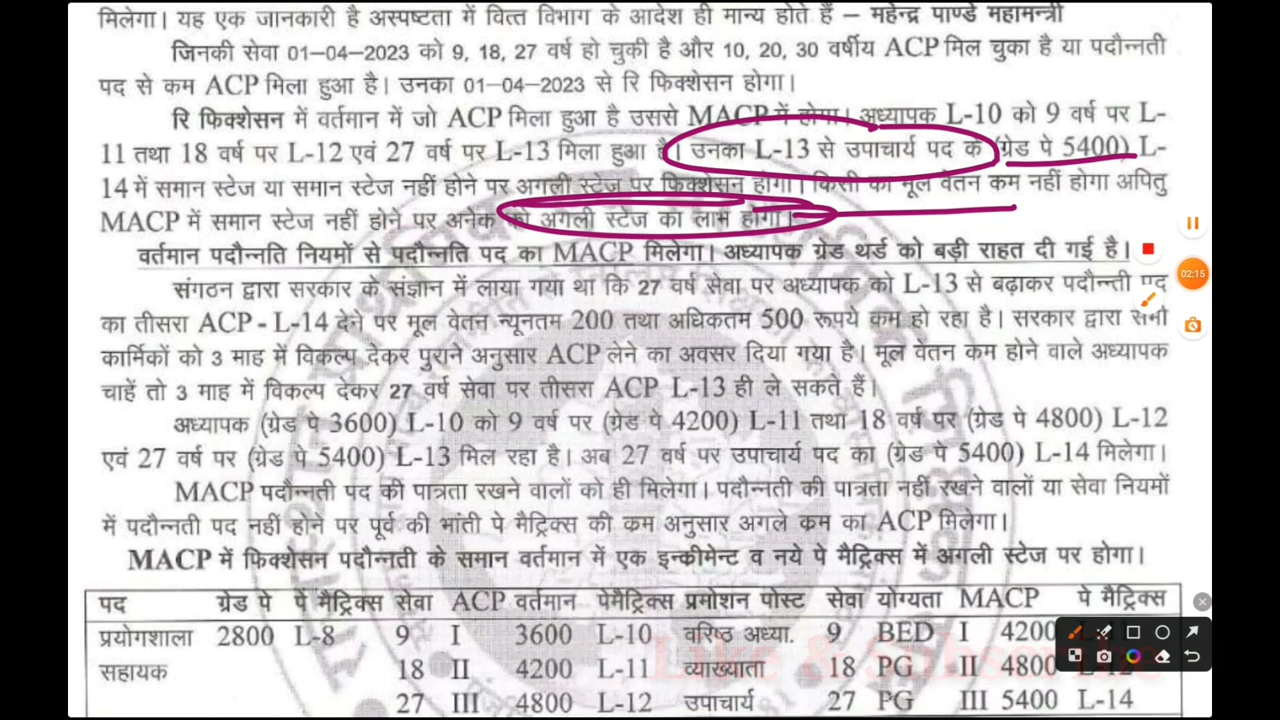 मिलेगा। यह एक जानकारी है अस्पष्टता में वित्त विभाग के आदेश ही मान्य होते हैं – महेन्द्र पाण्डे महामन्त्री
जिनकी सेवा 01–04–2023 को 9, 18, 27 वर्ष हो चुकी है और 10, 20, 30 वर्षीय ACP मिल चुका है या पदौन्नती
पद से कम ACP मिला हुआ है। उनका 01–04–2023 से रि फिक्शेसन होगा।
रि फिक्शेसन में वर्तमान में जो ACP मिला हुआ है उससे MACP में होगा। अध्यापक L-10 को 9 वर्ष पर L-
11 तथा 18 वर्ष पर L-12 एवं 27 वर्ष पर L-13 मिला हुआ है। उनका L-13 से उपाचार्य पद के (ग्रेड पे 5400) L-
14 में समान स्टेज या समान स्टेज नहीं होने पर अगली स्टेज पर फिक्शेसन होगा। किसी का मूल वेतन कम नहीं होगा अपितु
MACP में समान स्टेज नहीं होने पर अनेक को अगली स्टेज का लाभ होगा।
वर्तमान पदौन्नति नियमों से पदौन्नति पद का MACP मिलेगा। अध्यापक ग्रेड थर्ड को बड़ी राहत दी गई है।
संगठन द्वारा सरकार के संज्ञान में लाया गया था कि 27 वर्ष सेवा पर अध्यापक को L-13 से बढ़ाकर पदौन्ती पद
का तीसरा ACP - L-14 देने पर मूल वेतन न्यूनतम 200 तथा अधिकतम 500 रूपये कम हो रहा है। सरकार द्वारा सभी
कार्मिकों को 3 माह में विकल्प देकर पुराने अनुसार ACP लेने का अवसर दिया गया है। मूल वेतन कम होने वाले अध्यापक
चाहें तो 3 माह में विकल्प देकर 27 वर्ष सेवा पर तीसरा ACP L-13 ही ले सकते हैं।
अध्यापक (ग्रेड पे 3600) L-10 को 9 वर्ष पर (ग्रेड पे 4200) L-11 तथा 18 वर्ष पर (ग्रेड पे 4800) L-12
एवं 27 वर्ष पर (ग्रेड पे 5400) L-13 मिल रहा है। अब 27 वर्ष पर उपाचार्य पद का (ग्रेड पे 5400) L-14 मिलेगा।
MACP पदौन्नती पद की पात्रता रखने वालों को ही मिलेगा। पदौन्नती की पात्रता नहीं रखने वालों या सेवा नियमों
में पदौन्नती पद नहीं होने पर पूर्व की भांती पे मैट्रिक्स की कम अनुसार अगले कम का ACP मिलेगा।
MACP में फिक्शेसन पदौन्नती के समान वर्तमान में एक इन्क्रीमेन्ट व नये पे मैट्रिक्स में अगली स्टेज पर होगा।
पद ग्रेड पे पे मैट्रिक्स सेवा ACP वर्तमान पेमैट्रिक्स प्रमोशन पोस्ट सेवा योग्यता MACP पे मैट्रिक्स
प्रयोगशाला 2800 L-8 9 I 3600 L-10 वरिष्ठ अध्या. 9 BED I 4200
सहायक 18 II 4200 L-11 व्याख्याता 18 PG II 4800
27 III 4800 L-12 उपाचार्य 27 PG III 5400 L-14
Like & Subscribe
02:15